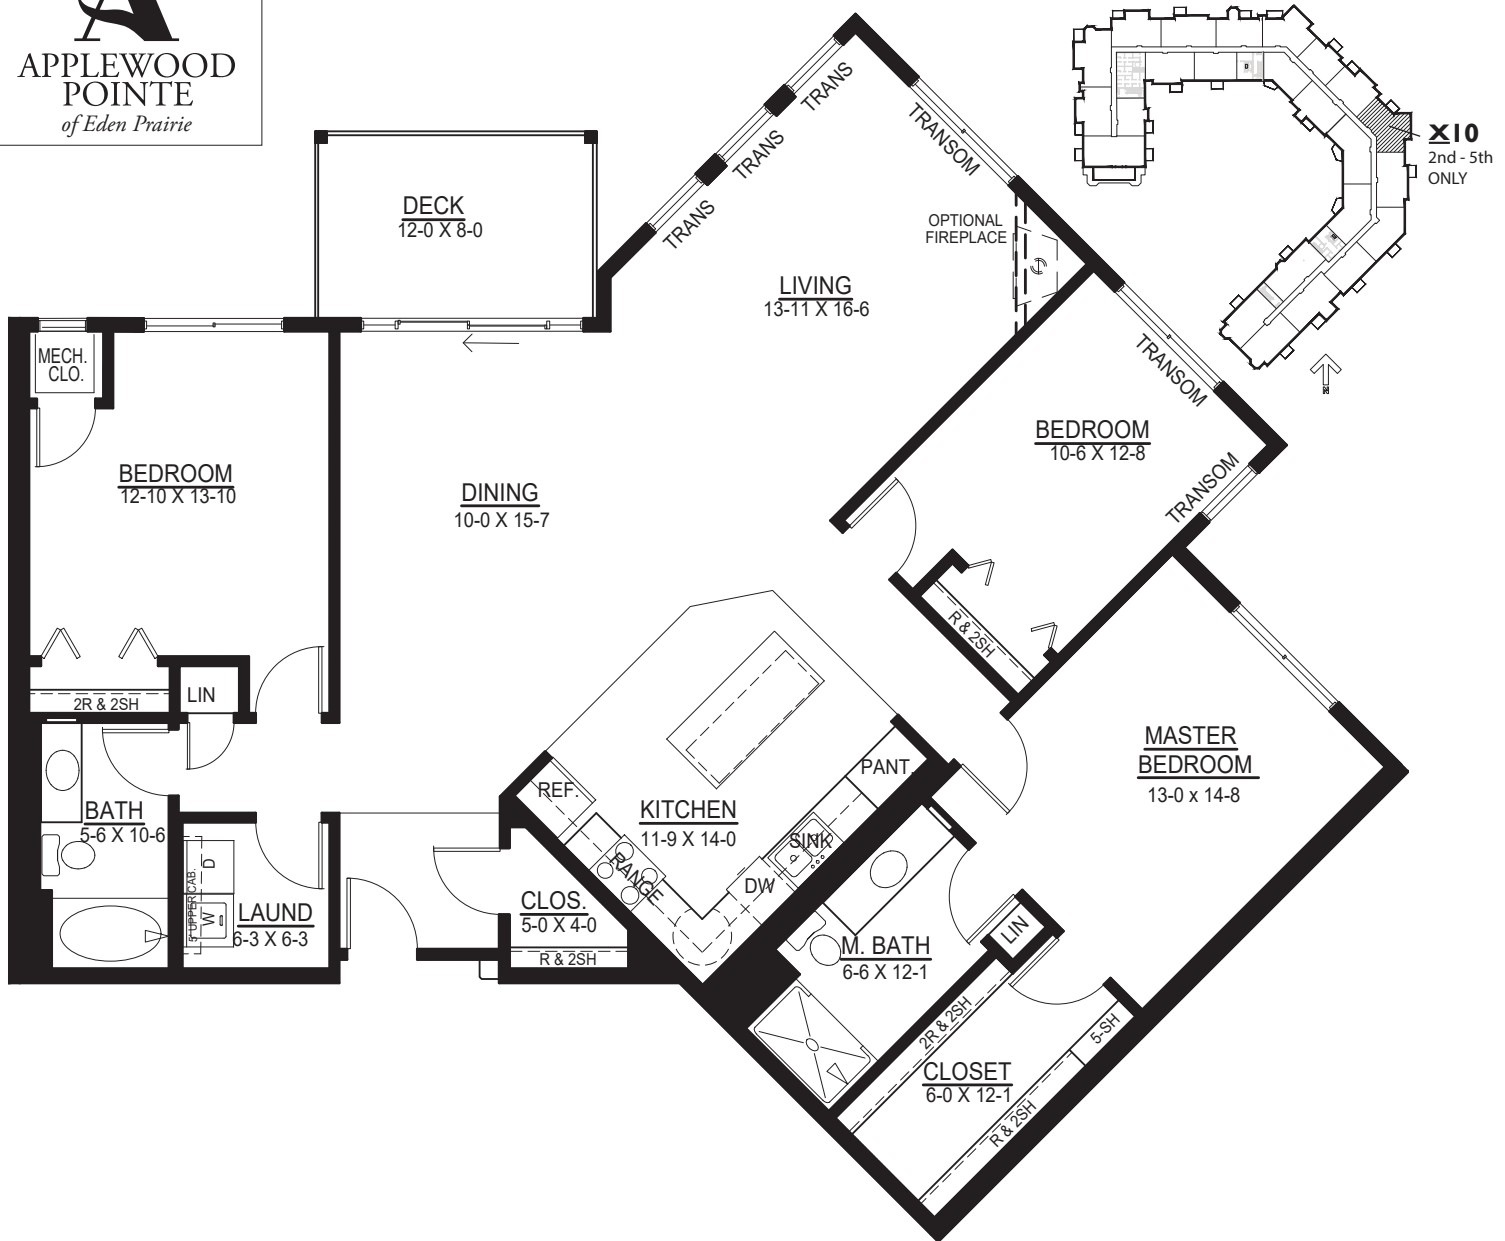 A
APPLEWOOD
POINTE
of Eden Prairie
X10
2nd - 5th
ONLY
N
TRANS
TRANS
TRANS
TRANSOM
DECK
12-0 X 8-0
OPTIONAL
FIREPLACE
LIVING
13-11 X 16-6
MECH.
CLO.
TRANSOM
BEDROOM
10-6 X 12-8
TRANSOM
BEDROOM
12-10 X 13-10
DINING
10-0 X 15-7
R & 2SH
2R & 2SH
LIN
MASTER
BEDROOM
13-0 x 14-8
BATH
5-6 X 10-6
REF.
KITCHEN
11-9 X 14-0
PANT.
SINK
RANGE
DW
D
W
5' UPPER CAB.
LAUND
6-3 X 6-3
CLOS.
5-0 X 4-0
R & 2SH
M. BATH
6-6 X 12-1
LIN
2R & 2SH
5-SH
CLOSET
6-0 X 12-1
R & 2SH